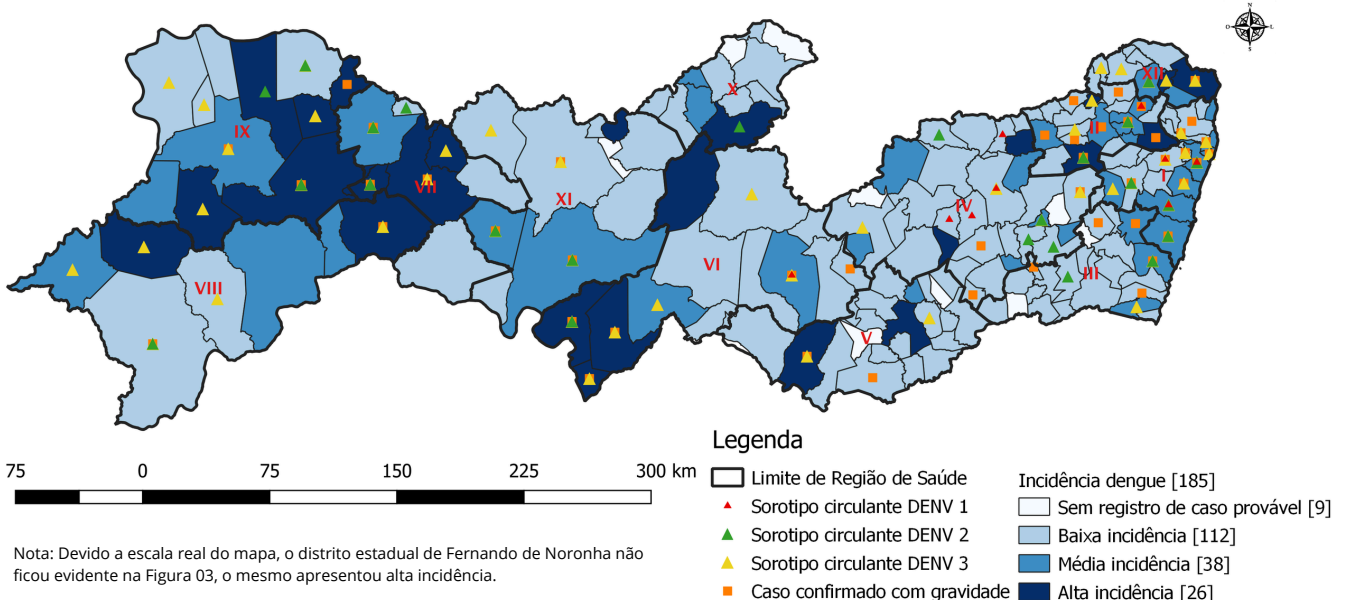 N
O
L
S
X
XII
II
IX
VII
I
XI
IV
VI
III
VIII
V
75 0 75 150 225 300 km
Nota: Devido a escala real do mapa, o distrito estadual de Fernando de Noronha não
ficou evidente na Figura 03, o mesmo apresentou alta incidência.
Legenda
Limite de Região de Saúde
Sorotipo circulante DENV 1
Sorotipo circulante DENV 2
Sorotipo circulante DENV 3
Caso confirmado com gravidade
Incidência dengue [185]
Sem registro de caso provável [9]
Baixa incidência [112]
Média incidência [38]
Alta incidência [26]